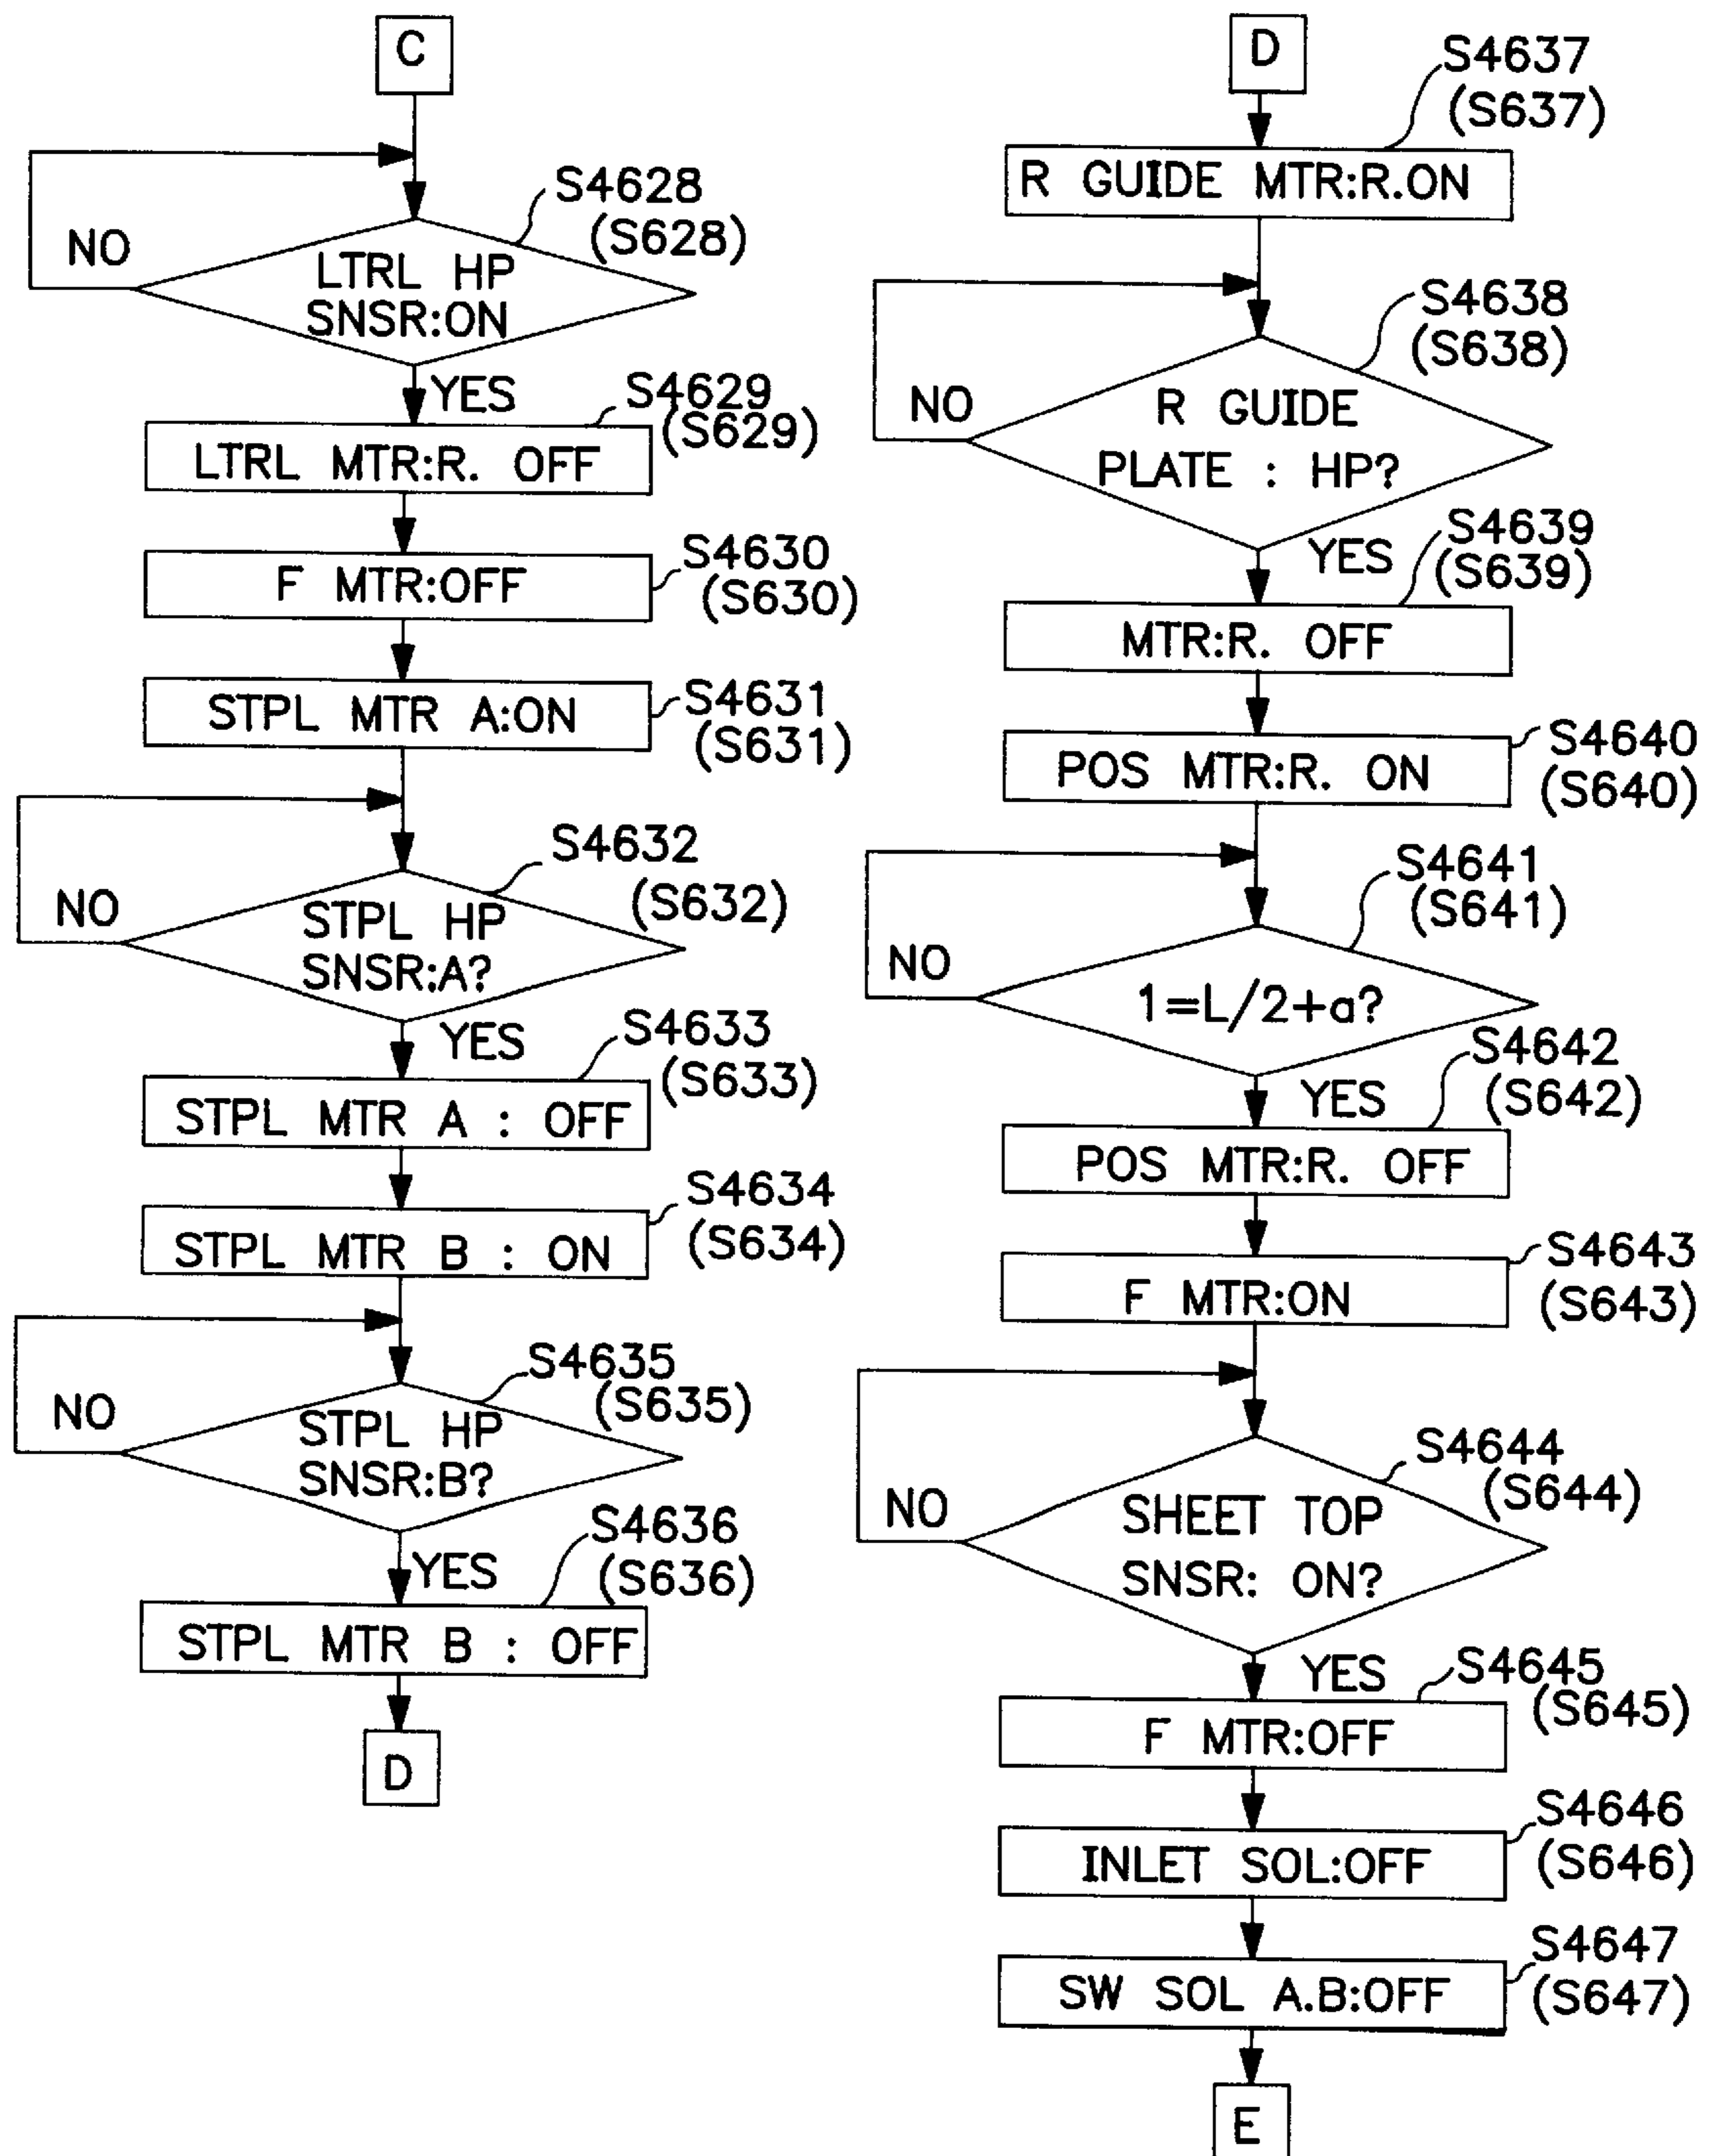 C
S4628
(S628)
NO
LTRL HP
SNSR:ON
YES
S4629
(S629)
LTRL MTR:R. OFF
S4630
(S630)
F MTR:OFF
S4631
(S631)
STPL MTR A:ON
S4632
(S632)
NO
STPL HP
SNSR:A?
YES
S4633
(S633)
STPL MTR A : OFF
S4634
(S634)
STPL MTR B : ON
S4635
(S635)
NO
STPL HP
SNSR:B?
YES
S4636
(S636)
STPL MTR B : OFF
D
D
S4637
(S637)
R GUIDE MTR:R.ON
S4638
(S638)
NO
R GUIDE
PLATE : HP?
YES
S4639
(S639)
MTR:R. OFF
S4640
(S640)
POS MTR:R. ON
S4641
(S641)
NO
1=L/2+a?
YES
S4642
(S642)
POS MTR:R. OFF
S4643
(S643)
F MTR:ON
S4644
(S644)
NO
SHEET TOP
SNSR: ON?
YES
S4645
(S645)
F MTR:OFF
S4646
(S646)
INLET SOL:OFF
S4647
(S647)
SW SOL A.B:OFF
E